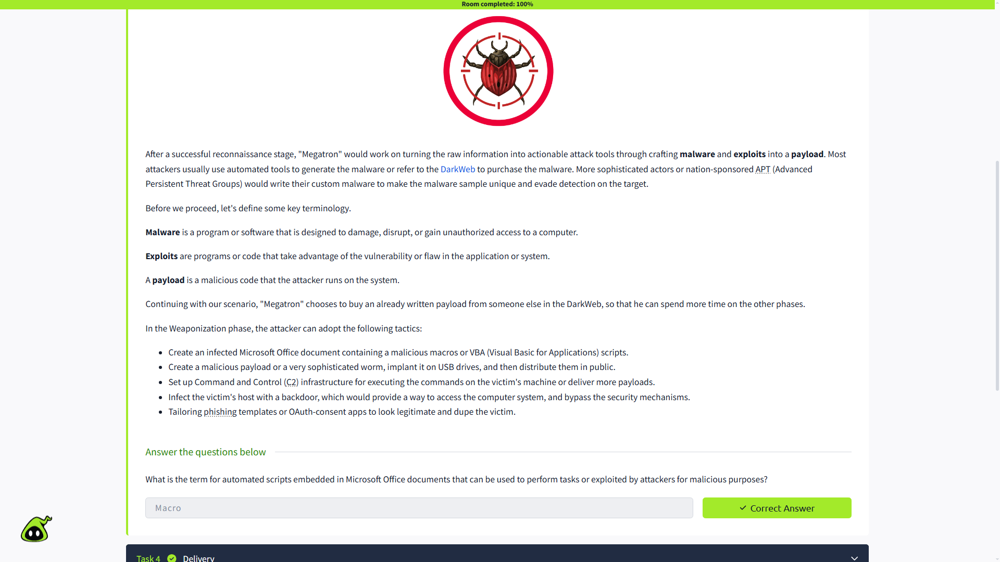 Room completed: 100%
After a successful reconnaissance stage, "Megatron" would work on turning the raw information into actionable attack tools through crafting malware and exploits into a payload. Most
attackers usually use automated tools to generate the malware or refer to the DarkWeb to purchase the malware. More sophisticated actors or nation-sponsored APT (Advanced
Persistent Threat Groups) would write their custom malware to make the malware sample unique and evade detection on the target.
Before we proceed, let's define some key terminology.
Malware is a program or software that is designed to damage, disrupt, or gain unauthorized access to a computer.
Exploits are programs or code that take advantage of the vulnerability or flaw in the application or system.
A payload is a malicious code that the attacker runs on the system.
Continuing with our scenario, "Megatron" chooses to buy an already written payload from someone else in the DarkWeb, so that he can spend more time on the other phases.
In the Weaponization phase, the attacker can adopt the following tactics:
• Create an infected Microsoft Office document containing a malicious macros or VBA (Visual Basic for Applications) scripts.
• Create a malicious payload or a very sophisticated worm, implant it on USB drives, and then distribute them in public.
• Set up Command and Control (C2) infrastructure for executing the commands on the victim's machine or deliver more payloads.
• Infect the victim's host with a backdoor, which would provide a way to access the computer system, and bypass the security mechanisms.
• Tailoring phishing templates or OAuth-consent apps to look legitimate and dupe the victim.
Answer the questions below
What is the term for automated scripts embedded in Microsoft Office documents that can be used to perform tasks or exploited by attackers for malicious purposes?
Macro
✓ Correct Answer
Task 4 Delivery